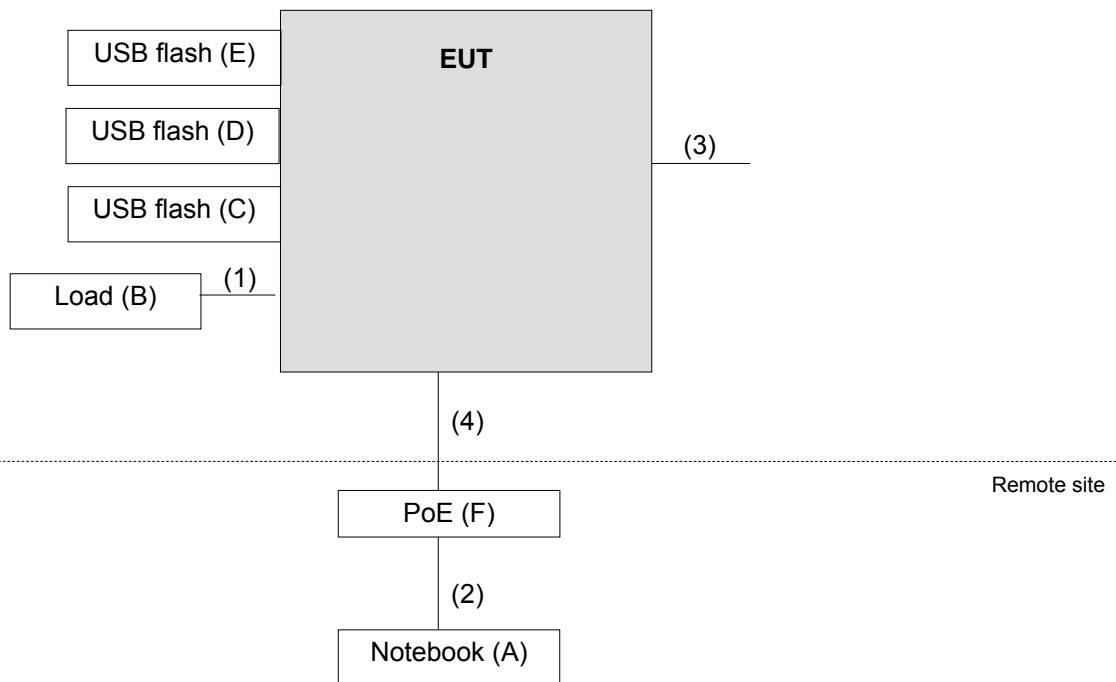 USB flash (E)
EUT
USB flash (D)
(3)
USB flash (C)
(1)
Load (B)
(4)
Remote site
PoE (F)
(2)
Notebook (A)